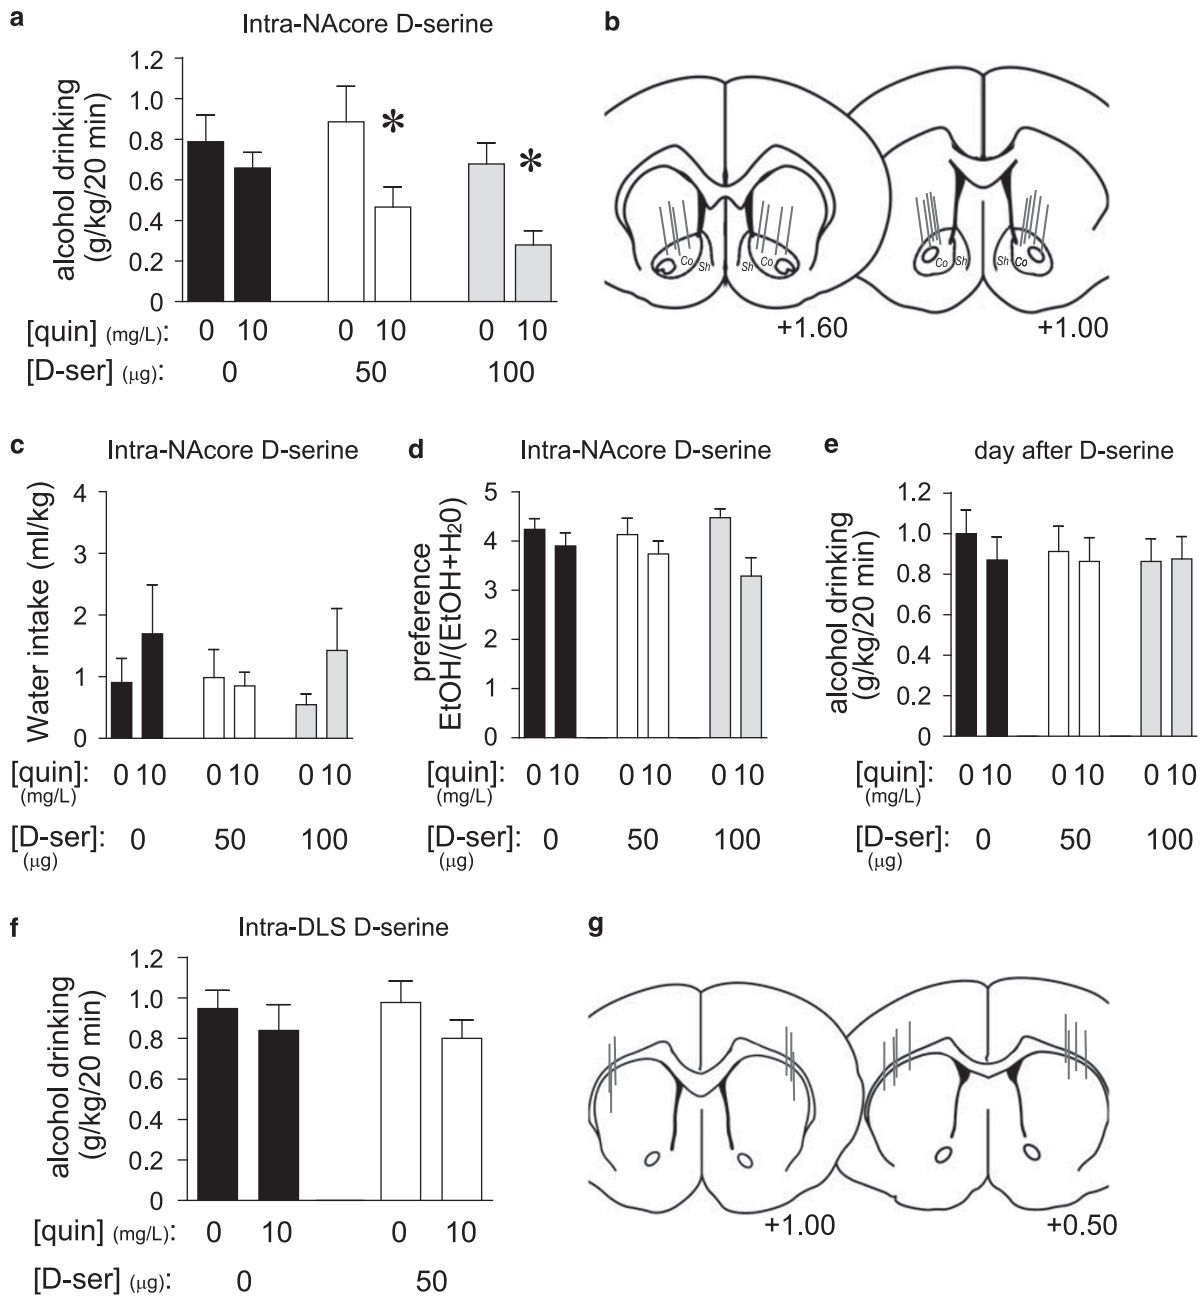 a
Intra-NAcore D-serine
alcohol drinking
(g/kg/20 min)
1.2
1.0
0.8
0.6
0.4
0.2
0
* *
[quin] (mg/L): 0 10 0 10 0 10
[D-ser] (μg): 0 50 100
b
Co Sh Sh Co
Co Sh Sh Co
+1.60 +1.00
c
Intra-NAcore D-serine
Water intake (ml/kg)
4
3
2
1
0
[quin]: 0 10 0 10 0 10
(mg/L)
[D-ser]: 0 50 100
(μg)
d
Intra-NAcore D-serine
preference
EtOH/(EtOH+H20)
5
4
3
2
1
0
[quin]: 0 10 0 10 0 10
(mg/L)
[D-ser]: 0 50 100
(μg)
e
day after D-serine
alcohol drinking
(g/kg/20 min)
1.2
1.0
0.8
0.6
0.4
0.2
0
[quin]: 0 10 0 10 0 10
(mg/L)
[D-ser]: 0 50 100
(μg)
f
Intra-DLS D-serine
alcohol drinking
(g/kg/20 min)
1.2
1.0
0.8
0.6
0.4
0.2
0
[quin] (mg/L): 0 10 0 10
[D-ser] (μg): 0 50
g
+1.00 +0.50